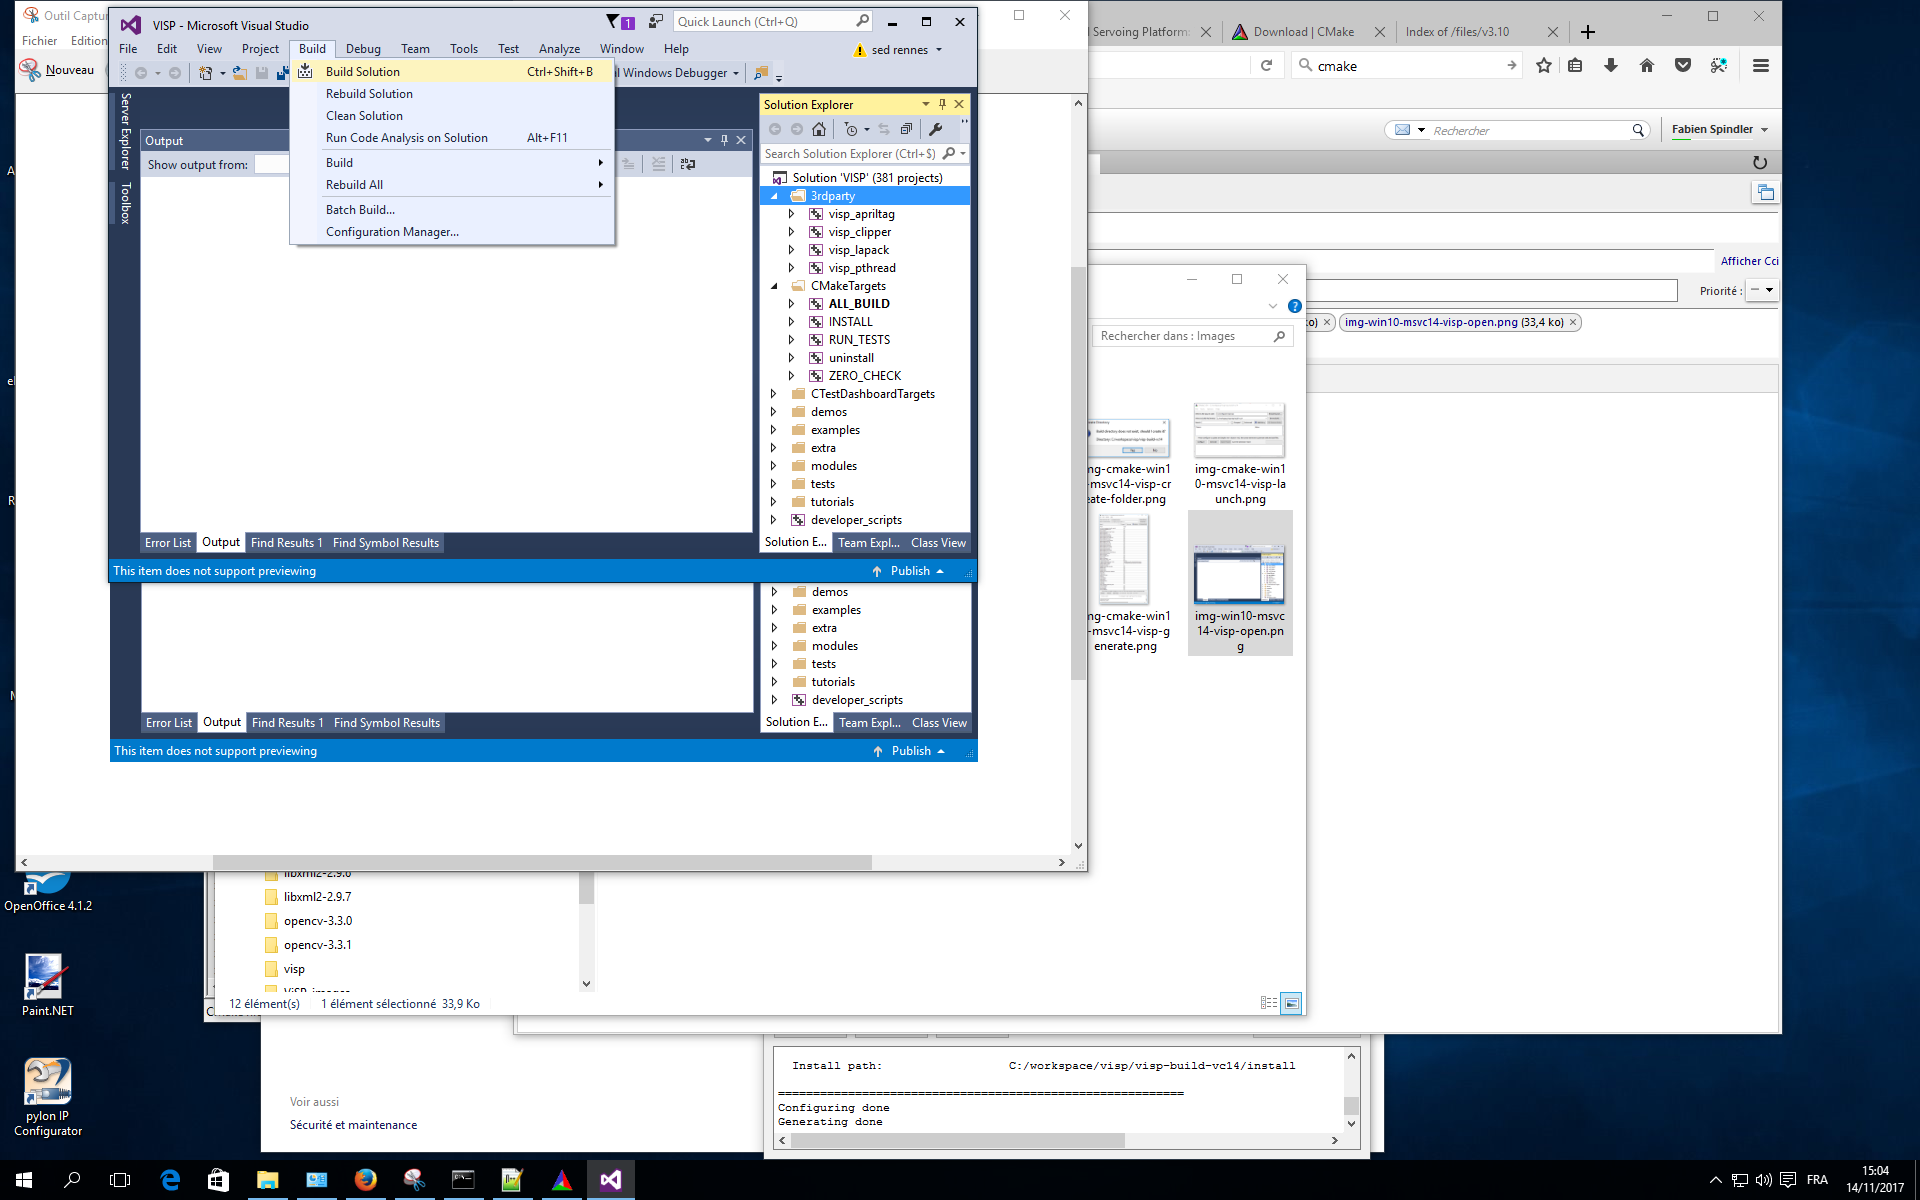 Outil Captu
Fichier Edition
Nouveau
VISP - Microsoft Visual Studio
1
Quick Launch (Ctrl+Q)
File Edit View Project Build Debug Team Tools Test Analyze Window Help
sed rennes
l Windows Debugger
Build Solution Ctrl+Shift+B
Rebuild Solution
Clean Solution
Run Code Analysis on Solution Alt+F11
Build
Rebuild All
Batch Build...
Configuration Manager...
Server Explorer
Toolbox
Output
Show output from:
Solution Explorer
Search Solution Explorer (Ctrl+$)
Solution 'VISP' (381 projects)
3rdparty
visp_apriltag
visp_clipper
visp_lapack
visp_pthread
CMakeTargets
ALL_BUILD
INSTALL
RUN_TESTS
uninstall
ZERO_CHECK
CTestDashboardTargets
demos
examples
extra
modules
tests
tutorials
developer_scripts
Error List Output Find Results 1 Find Symbol Results
Solution E... Team Expl... Class View
This item does not support previewing
Publish
demos
examples
extra
modules
tests
tutorials
developer_scripts
Error List Output Find Results 1 Find Symbol Results
Solution E... Team Expl... Class View
This item does not support previewing
Publish
l Servoing Platform:
Download | CMake
Index of /files/v3.10
cmake
Rechercher
Fabien Spindler
Afficher Cci
Priorité :
o)
img-win10-msvc14-visp-open.png (33,4 ko)
Rechercher dans : Images
ng-cmake-win1
-msvc14-visp-cr
ate-folder.png
img-cmake-win1
0-msvc14-visp-la
unch.png
ng-cmake-win1
-msvc14-visp-g
enerate.png
img-win10-msvc
14-visp-open.pn
g
libxml2-2.9.6
libxml2-2.9.7
opencv-3.3.0
opencv-3.3.1
visp
ViSP-images
12 élément(s) 1 élément sélectionné 33,9 Ko
Voir aussi
Sécurité et maintenance
Install path: C:/workspace/visp/visp-build-vc14/install
==========================================================
Configuring done
Generating done
OpenOffice 4.1.2
Paint.NET
pylon IP
Configurator
FRA
15:04
14/11/2017